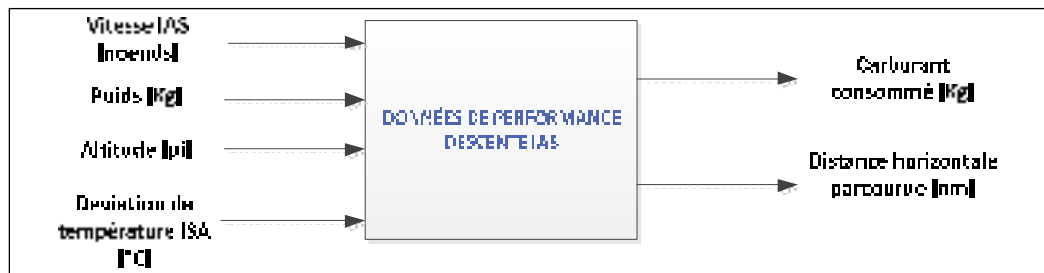 Vitesse IAS
[noeuds]
Poids [Kg]
Altitude [pi]
Deviation de
température ISA
[°C]
DONNÉES DE PERFORMANCE
DESCENTE IAS
Carburant
consommé [Kg]
Distance horizontale
parcourue [nm]